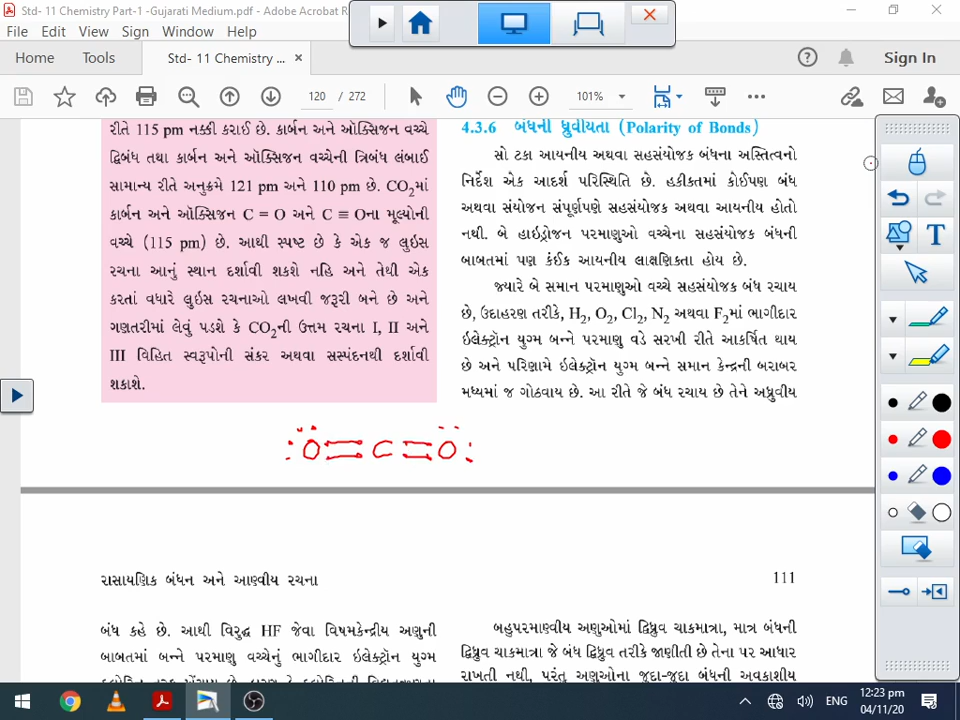 Std- 11 Chemistry Part-1 -Gujarati Medium.pdf - Adobe Acrobat R
File Edit View Sign Window Help
Home Tools Std- 11 Chemistry ... × Sign In
120 / 272 101%
રીતે 115 pm નક્કી કરાઈ છે. કાર્બન અને ઑક્સિજન વચ્ચે
દ્વિબંધ તથા કાર્બન અને ઑક્સિજન વચ્ચેની ત્રિબંધ લંબાઈ
સામાન્ય રીતે અનુક્રમે 121 pm અને 110 pm છે. CO₂માં
કાર્બન અને ઑક્સિજન C = O અને C ≡ Oના મૂલ્યોની
વચ્ચે (115 pm) છે. આથી સ્પષ્ટ છે કે એક જ લુઇસ
રચના આનું સ્થાન દર્શાવી શકશે નહિ અને તેથી એક
કરતાં વધારે લુઇસ રચનાઓ લખવી જરૂરી બને છે અને
ગણતરીમાં લેવું પડશે કે CO₂ની ઉત્તમ રચના I, II અને
III વિહિત સ્વરૂપોની સંકર અથવા સસ્પંદનથી દર્શાવી
શકાશે.
4.3.6 બંધની ધ્રુવીયતા (Polarity of Bonds)
સો ટકા આયનીય અથવા સહસંયોજક બંધના અસ્તિત્વનો
નિર્દેશ એક આદર્શ પરિસ્થિતિ છે. હકીકતમાં કોઈપણ બંધ
અથવા સંયોજન સંપૂર્ણપણે સહસંયોજક અથવા આયનીય હોતો
નથી. બે હાઇડ્રોજન પરમાણુઓ વચ્ચેના સહસંયોજક બંધની
બાબતમાં પણ કંઈક આયનીય લાક્ષણિકતા હોય છે.
જ્યારે બે સમાન પરમાણુઓ વચ્ચે સહસંયોજક બંધ રચાય
છે, ઉદાહરણ તરીકે, H₂, O₂, Cl₂, N₂ અથવા F₂માં ભાગીદાર
ઇલેક્ટ્રૉન યુગ્મ બન્ને પરમાણુ વડે સરખી રીતે આકર્ષિત થાય
છે અને પરિણામે ઇલેક્ટ્રૉન યુગ્મ બન્ને સમાન કેન્દ્રની બરાબર
મધ્યમાં જ ગોઠવાય છે. આ રીતે જે બંધ રચાય છે તેને અધ્રુવીય
:Ö=C=Ö:
રાસાયણિક બંધન અને આણ્વીય રચના 111
બંધ કહે છે. આથી વિરુદ્ધ HF જેવા વિષમકેન્દ્રીય અણુની
બાબતમાં બન્ને પરમાણુ વચ્ચેનું ભાગીદાર ઇલેક્ટ્રૉન યુગ્મ
બહુપરમાણ્વીય અણુઓમાં દ્વિધ્રુવ ચાકમાત્રા, માત્ર બંધની
દ્વિધ્રુવ ચાકમાત્રા જે બંધ દ્વિધ્રુવ તરીકે જાણીતી છે તેના પર આધાર
રાખતી નથી, પરંતુ અણુઓના જુદા-જુદા બંધની અવકાશીય
T
ENG 12:23 pm
04/11/20